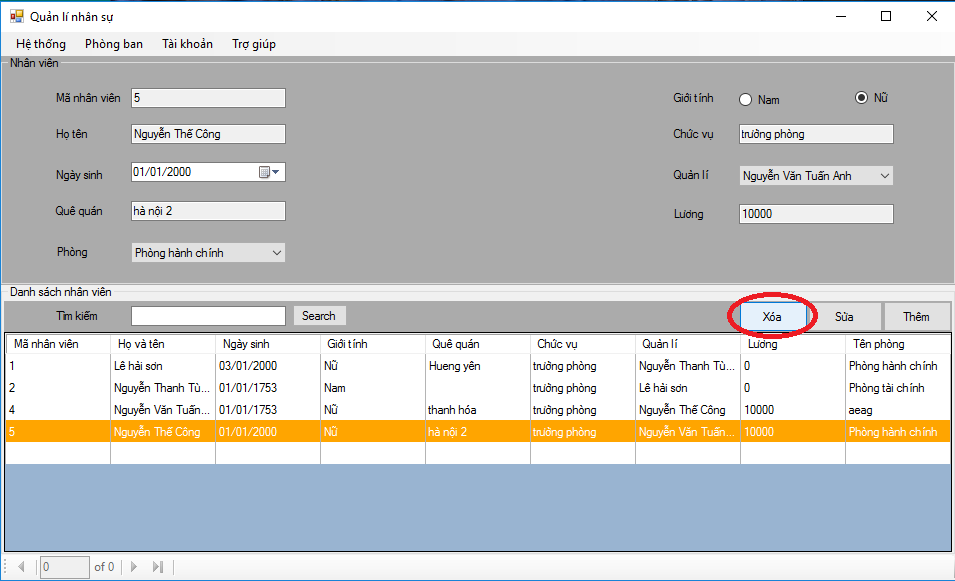 Quản lí nhân sự
Hệ thống Phòng ban Tài khoản Trợ giúp
Nhân viên
Mã nhân viên 5 Giới tính Nam Nữ
Họ tên Nguyễn Thế Công Chức vụ trưởng phòng
Ngày sinh 01/01/2000 Quản lí Nguyễn Văn Tuấn Anh
Quê quán hà nội 2 Lương 10000
Phòng Phòng hành chính
Danh sách nhân viên
Tìm kiếm Search Xóa Sửa Thêm
Mã nhân viên Họ và tên Ngày sinh Giới tính Quê quán Chức vụ Quản lí Lương Tên phòng
1 Lê hải sơn 03/01/2000 Nữ Hueng yên trưởng phòng Nguyễn Thanh Tù... 0 Phòng hành chính
2 Nguyễn Thanh Tù... 01/01/1753 Nam trưởng phòng Lê hải sơn 0 Phòng tài chính
4 Nguyễn Văn Tuấn... 01/01/1753 Nữ thanh hóa trưởng phòng Nguyễn Thế Công 10000 aeag
5 Nguyễn Thế Công 01/01/2000 Nữ hà nội 2 trưởng phòng Nguyễn Văn Tuấn... 10000 Phòng hành chính
0 of 0